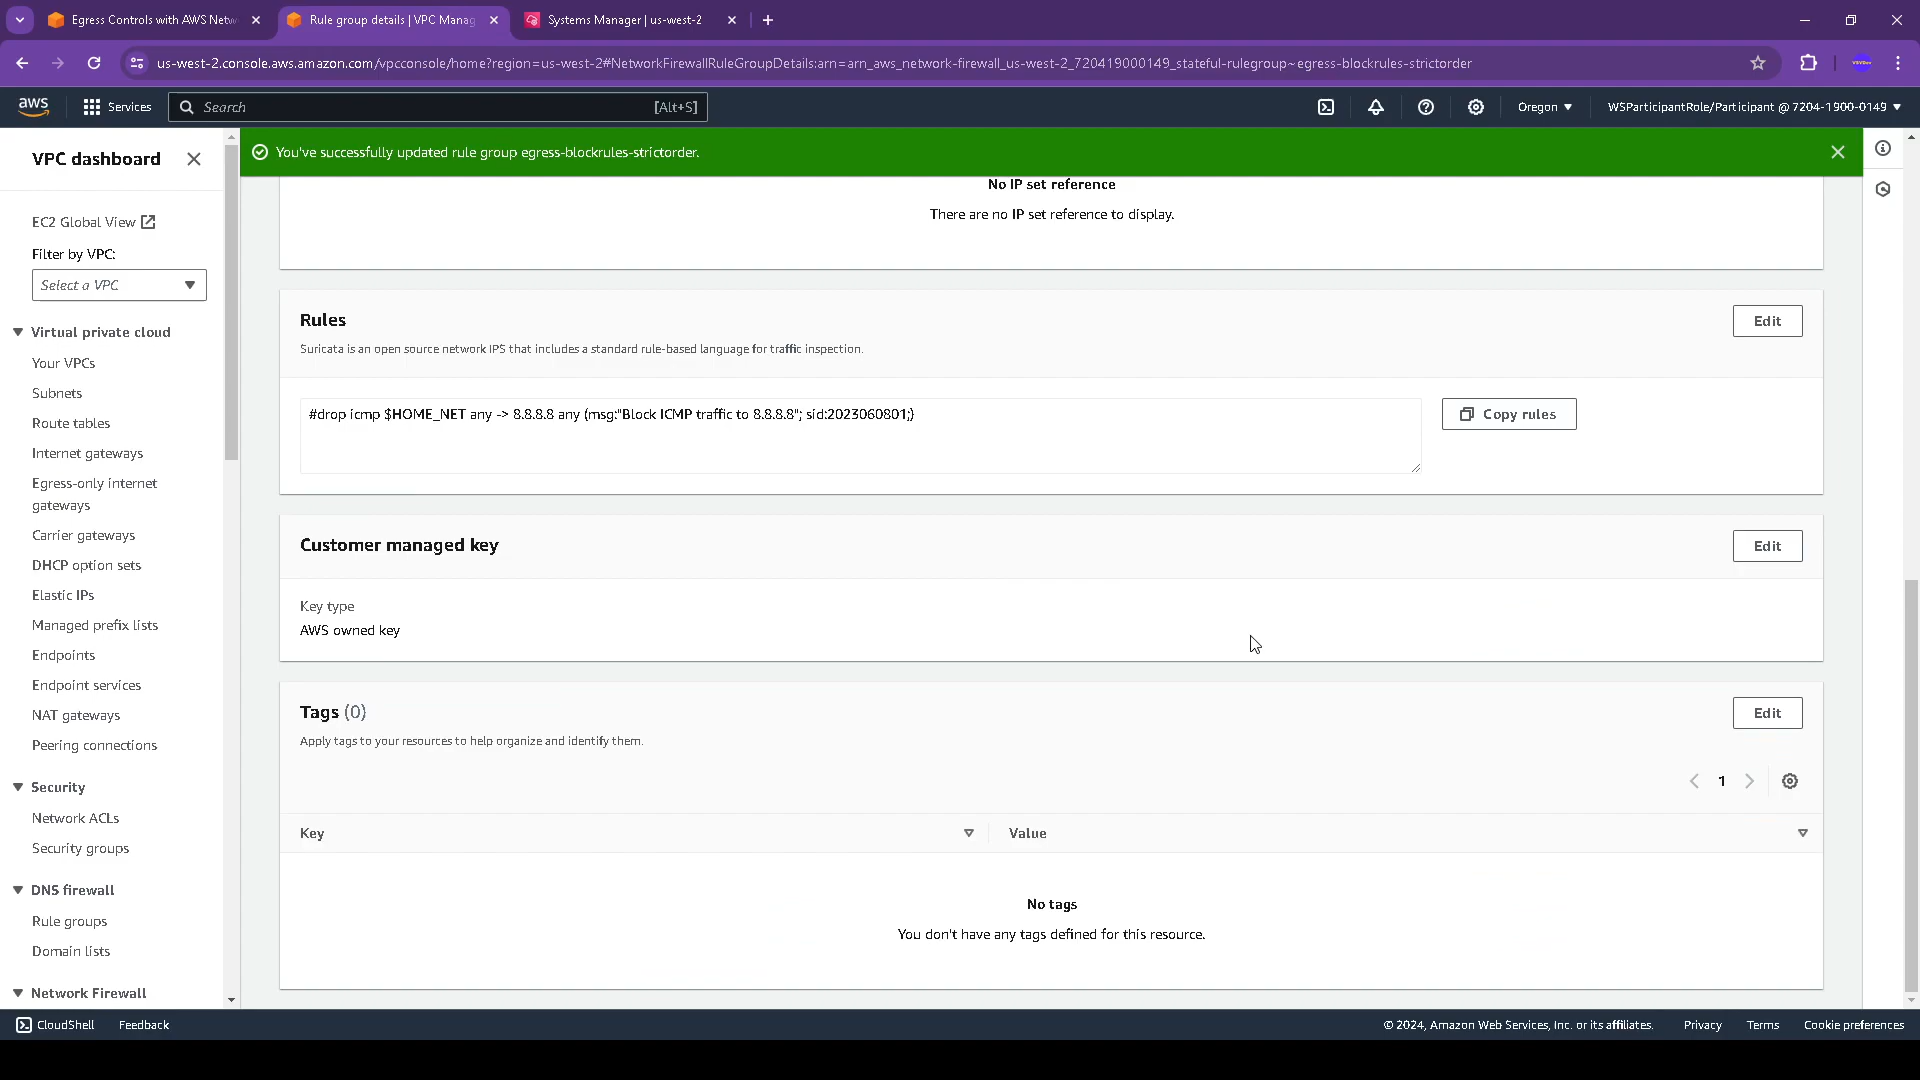 Egress Controls with AWS Netw
Rule group details | VPC Manag
Systems Manager | us-west-2
us-west-2.console.aws.amazon.com/vpcconsole/home?region=us-west-2#NetworkFirewallRuleGroupDetails:arn=arn_aws_network-firewall_us-west-2_720419000149_stateful-rulegroup~egress-blockrules-strictorder
aws
Services
Search
[Alt+S]
Oregon
WSParticipantRole/Participant @ 7204-1900-0149
VPC dashboard
EC2 Global View
Filter by VPC:
Select a VPC
Virtual private cloud
Your VPCs
Subnets
Route tables
Internet gateways
Egress-only internet
gateways
Carrier gateways
DHCP option sets
Elastic IPs
Managed prefix lists
Endpoints
Endpoint services
NAT gateways
Peering connections
Security
Network ACLs
Security groups
DNS firewall
Rule groups
Domain lists
Network Firewall
You've successfully updated rule group egress-blockrules-strictorder.
No IP set reference
There are no IP set reference to display.
Rules
Edit
Suricata is an open source network IPS that includes a standard rule-based language for traffic inspection.
#drop icmp $HOME_NET any -> 8.8.8.8 any (msg:"Block ICMP traffic to 8.8.8.8"; sid:2023060801;)
Copy rules
Customer managed key
Edit
Key type
AWS owned key
Tags (0)
Edit
Apply tags to your resources to help organize and identify them.
1
Key
Value
No tags
You don't have any tags defined for this resource.
CloudShell
Feedback
© 2024, Amazon Web Services, Inc. or its affiliates.
Privacy
Terms
Cookie preferences